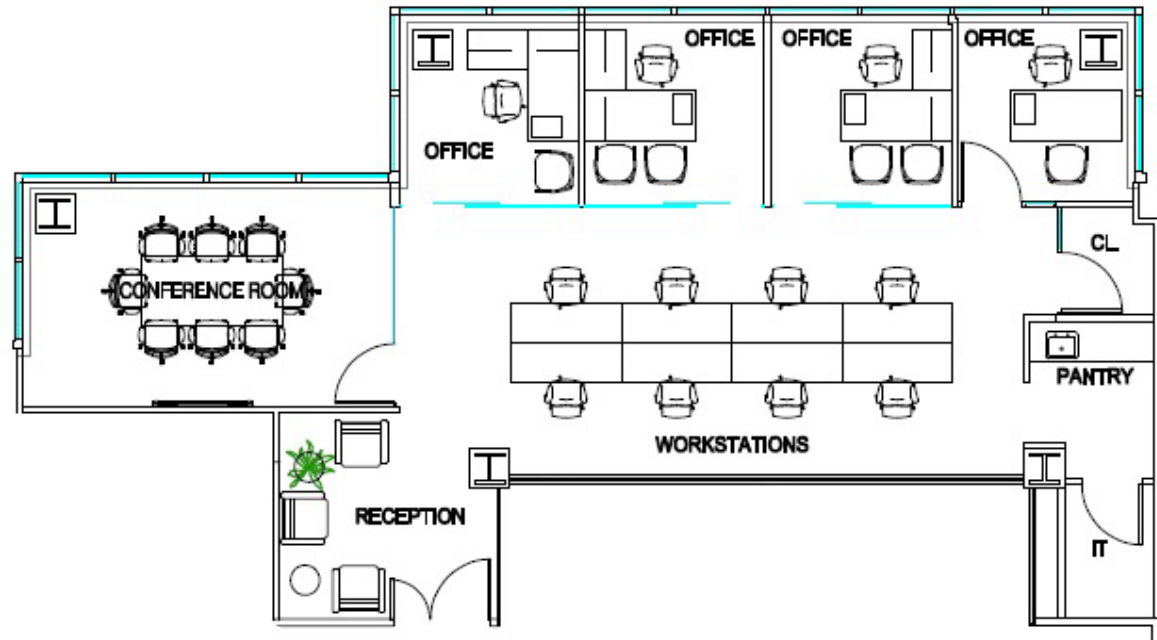 OFFICE
OFFICE
OFFICE
OFFICE
CL
CONFERENCE ROOM
PANTRY
WORKSTATIONS
RECEPTION
IT